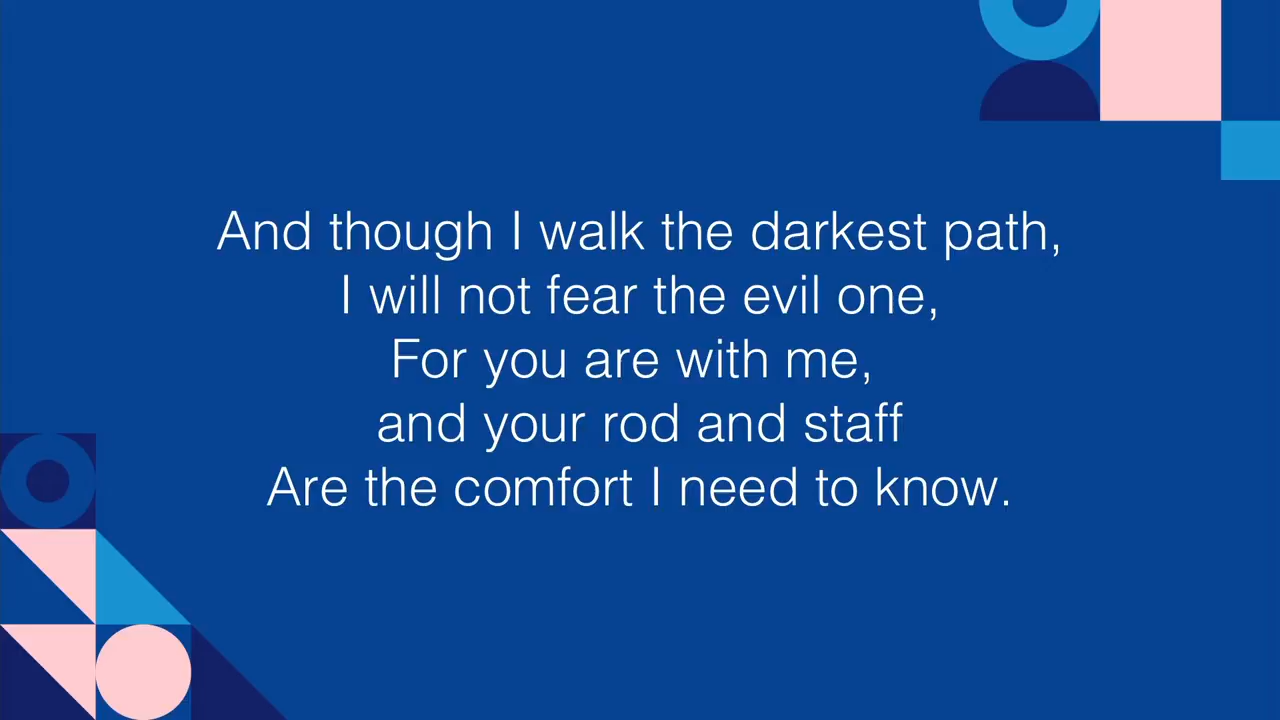 And though I walk the darkest path,
I will not fear the evil one,
For you are with me,
and your rod and staff
Are the comfort I need to know.